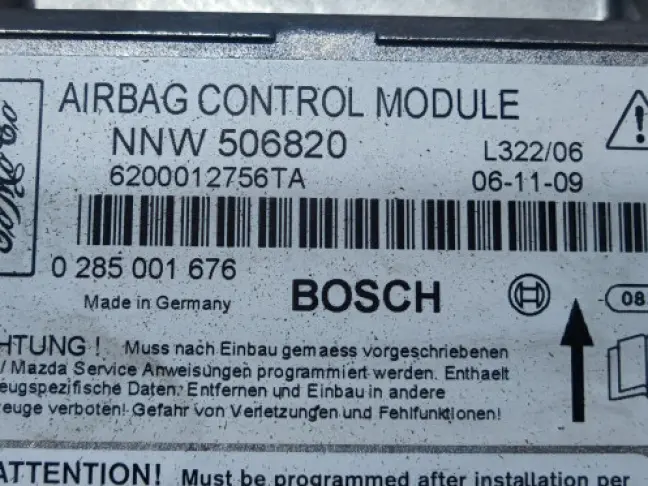 AIRBAG CONTROL MODULE
NNW 506820
L322/06
6200012756TA
06-11-09
0 285 001 676
Made in Germany
BOSCH
08
HTUNG! Muss nach Einbau gemaess vorgeschriebenen
/ Mazda Service Anweisungen programmiert werden. Enthaelt
zeugspezifische Daten. Entfernen und Einbau in andere
zeuge verboten! Gefahr von Verletzungen und Fehlfunktionen!
ATTENTION! Must be programmed after installation per